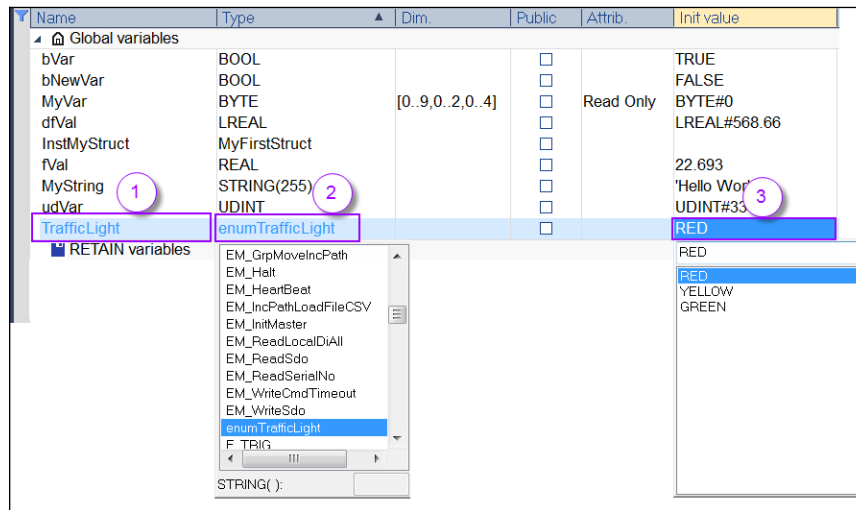 Name Type Dim. Public Attrib. Init value
Global variables
bVar BOOL TRUE
bNewVar BOOL FALSE
MyVar BYTE [0..9,0..2,0..4] Read Only BYTE#0
dfVal LREAL LREAL#568.66
InstMyStruct MyFirstStruct
fVal REAL 22.693
MyString 1 STRING(255) 2 'Hello 3
udVar UDINT UDINT#33
TrafficLight enumTrafficLight RED
RETAIN variables
EM_GrpMoveIncPath
EM_Halt
EM_HeartBeat
EM_IncPathLoadFileCSV
EM_InitMaster
EM_ReadLocalDiAll
EM_ReadSdo
EM_ReadSerialNo
EM_WriteCmdTimeout
EM_WriteSdo
enumTrafficLight
F_TRIG
STRING( ):
RED
RED
YELLOW
GREEN